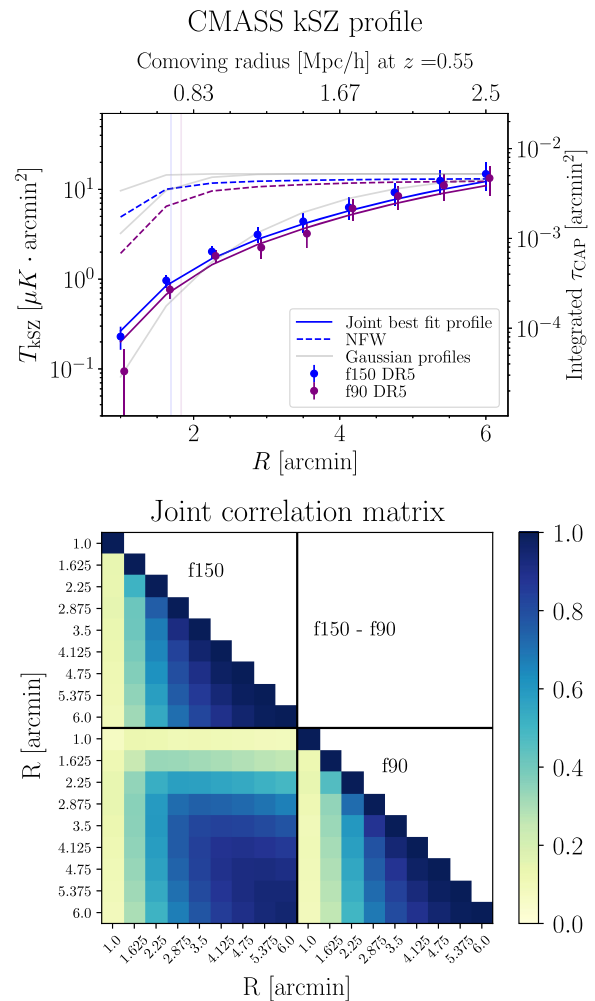 CMASS kSZ profile
Comoving radius [Mpc/h] at z =0.55
0.83 1.67 2.5
T_kSZ [μK · arcmin²]
10¹
10⁰
10⁻¹
10⁻²
10⁻³
10⁻⁴
Integrated τ_CAP [arcmin²]
Joint best fit profile
NFW
Gaussian profiles
f150 DR5
f90 DR5
2 4 6
R [arcmin]
Joint correlation matrix
R [arcmin]
1.0
1.625
2.25
2.875
3.5
4.125
4.75
5.375
6.0
f150
f150 - f90
1.0
1.625
2.25
2.875
3.5
4.125
4.75
5.375
6.0
f90
1.0 1.625 2.25 2.875 3.5 4.125 4.75 5.375 6.0 1.0 1.625 2.25 2.875 3.5 4.125 4.75 5.375 6.0
R [arcmin]
1.0
0.8
0.6
0.4
0.2
0.0